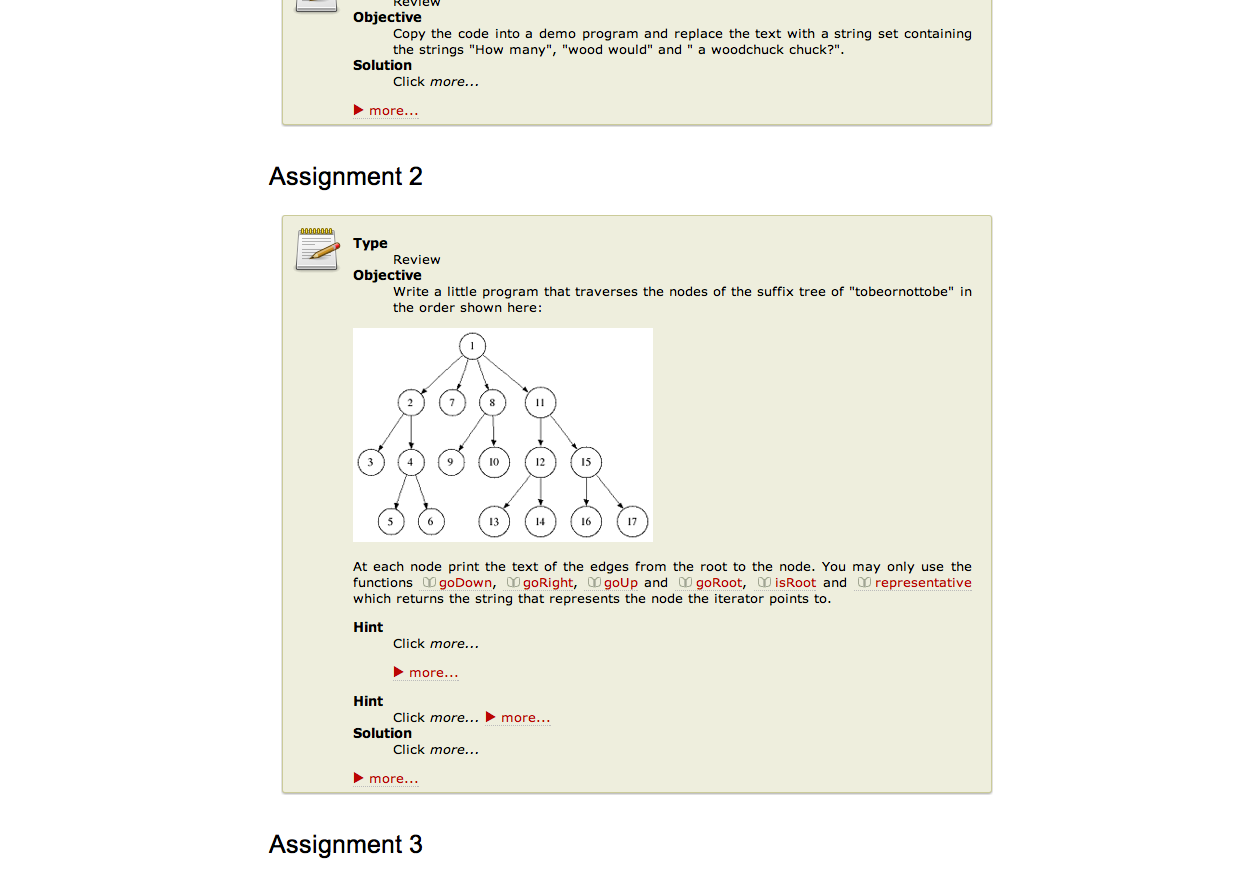 Review
Objective
Copy the code into a demo program and replace the text with a string set containing
the strings "How many", "wood would" and " a woodchuck chuck?".
Solution
Click more...
more...
Assignment 2
Type
Review
Objective
Write a little program that traverses the nodes of the suffix tree of "tobeornottobe" in
the order shown here:
1
2 7 8 11
3 4 9 10 12 15
5 6 13 14 16 17
At each node print the text of the edges from the root to the node. You may only use the
functions goDown, goRight, goUp and goRoot, isRoot and representative
which returns the string that represents the node the iterator points to.
Hint
Click more...
more...
Hint
Click more... more...
Solution
Click more...
more...
Assignment 3